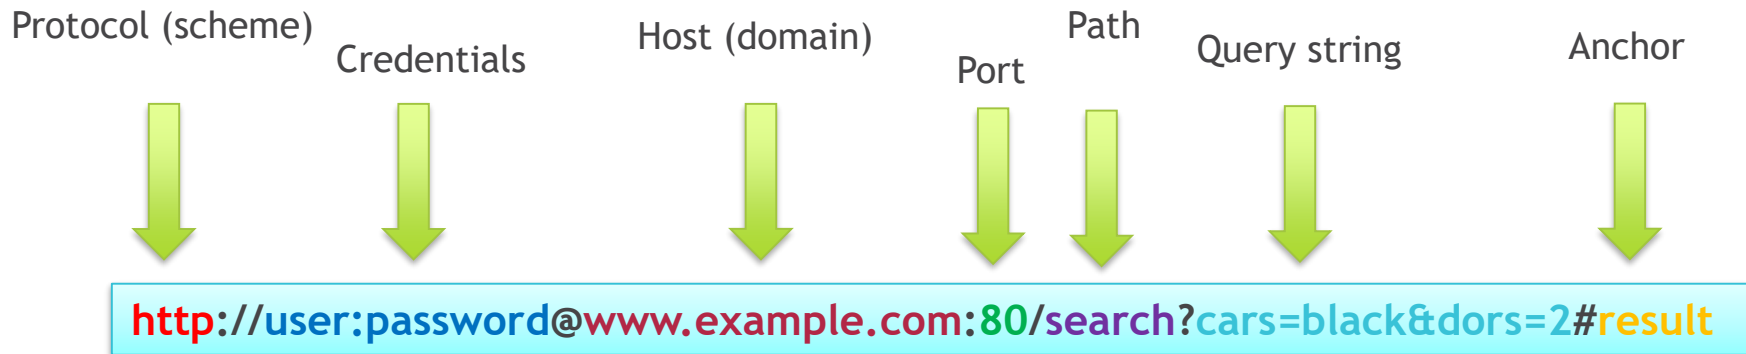 Protocol (scheme)
Credentials
Host (domain)
Port
Path
Query string
Anchor
http://user:password@www.example.com:80/search?cars=black&dors=2#result